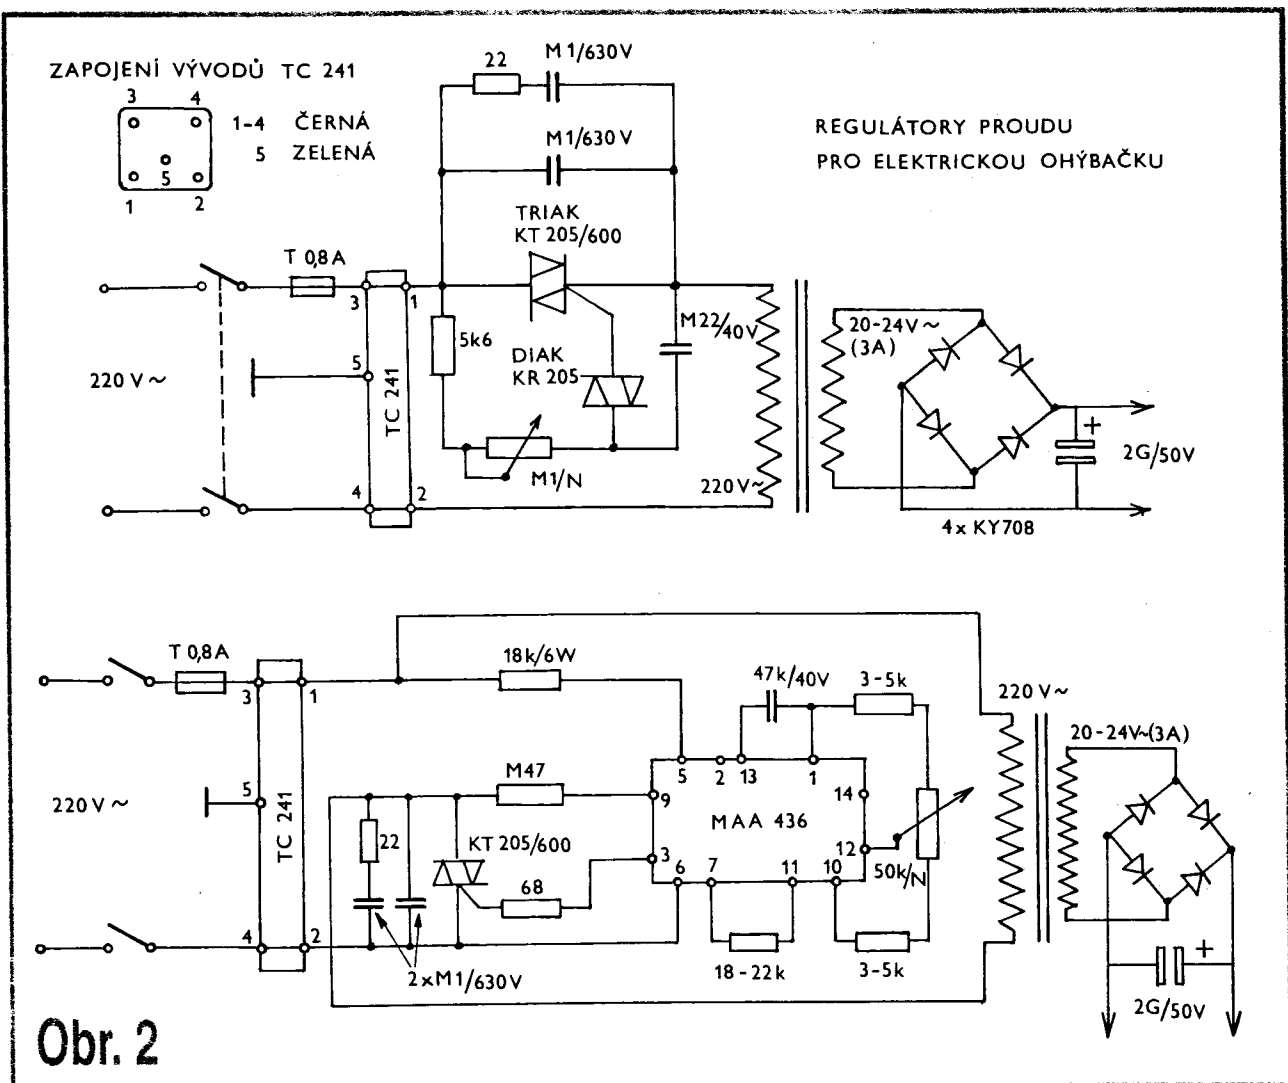 ZAPOJENÍ VÝVODŮ TC 241
3 4
1-4 ČERNÁ
5 ZELENÁ
5
1 2
22
M1/630V
M1/630V
REGULÁTORY PROUDU
PRO ELEKTRICKOU OHÝBAČKU
TRIAK
KT 205/600
T 0,8A
3
1
5k6
M22/40V
DIAK
KR 205
20-24V~
(3A)
220 V~
5
TC 241
M1/N
220V~
4
2
+
2G/50V
4x KY708
T 0,8A
3
1
18k/6W
47k/40V
3-5k
220 V~
20-24V~(3A)
5
2
13
1
14
M47
9
MAA 436
220 V~
5
TC 241
22
KT 205/600
3
12
68
6
7
11
10
50k/N
4
2
2xM1/630V
18-22k
3-5k
+
2G/50V
Obr. 2